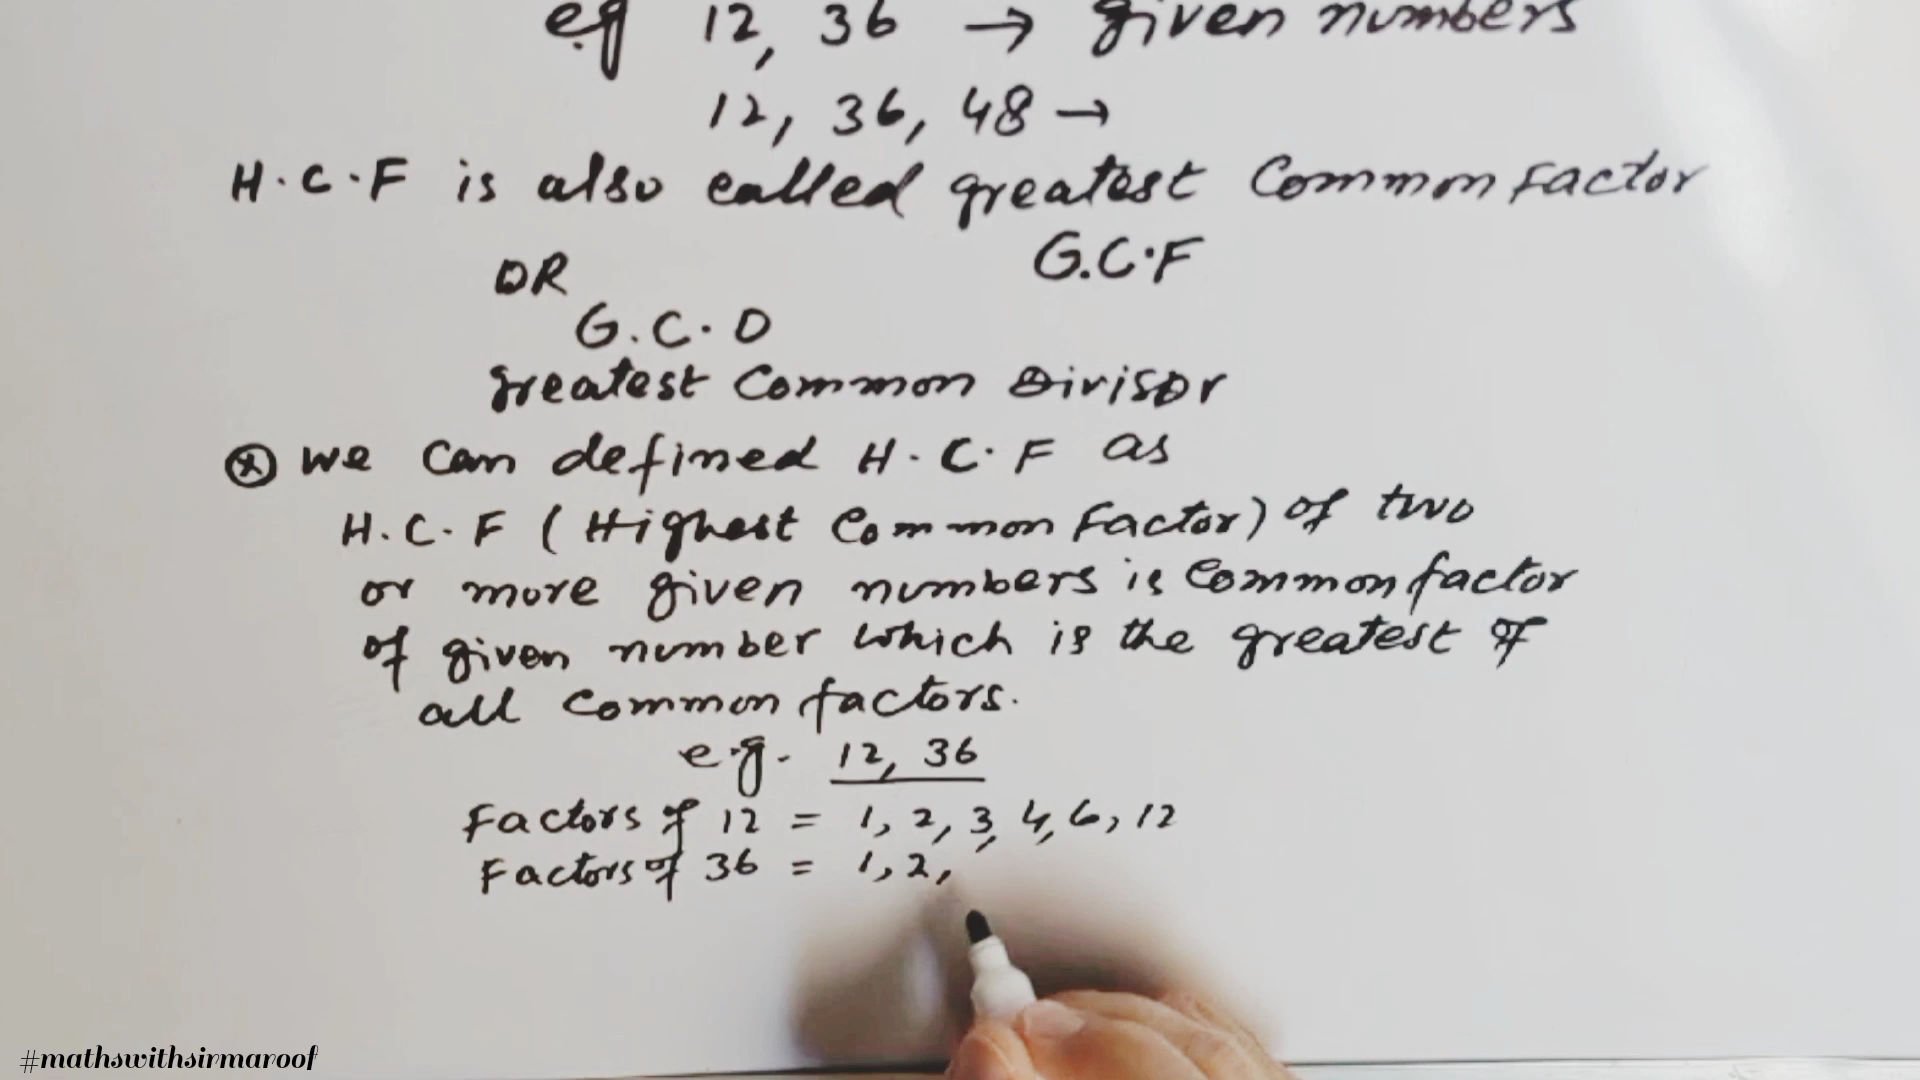 eg 12, 36 → given numbers
12, 36, 48 →
H.C.F is also called greatest Common Factor
OR G.C.F
G.C.D
greatest Common Divisor
we can defined H.C.F as
H.C.F (Highest Common Factor) of two
or more given numbers is Common factor
of given number which is the greatest of
all Common factors.
e.g. 12, 36
Factors of 12 = 1, 2, 3, 4, 6, 12
Factors of 36 = 1, 2,
#mathswithsirmaroof